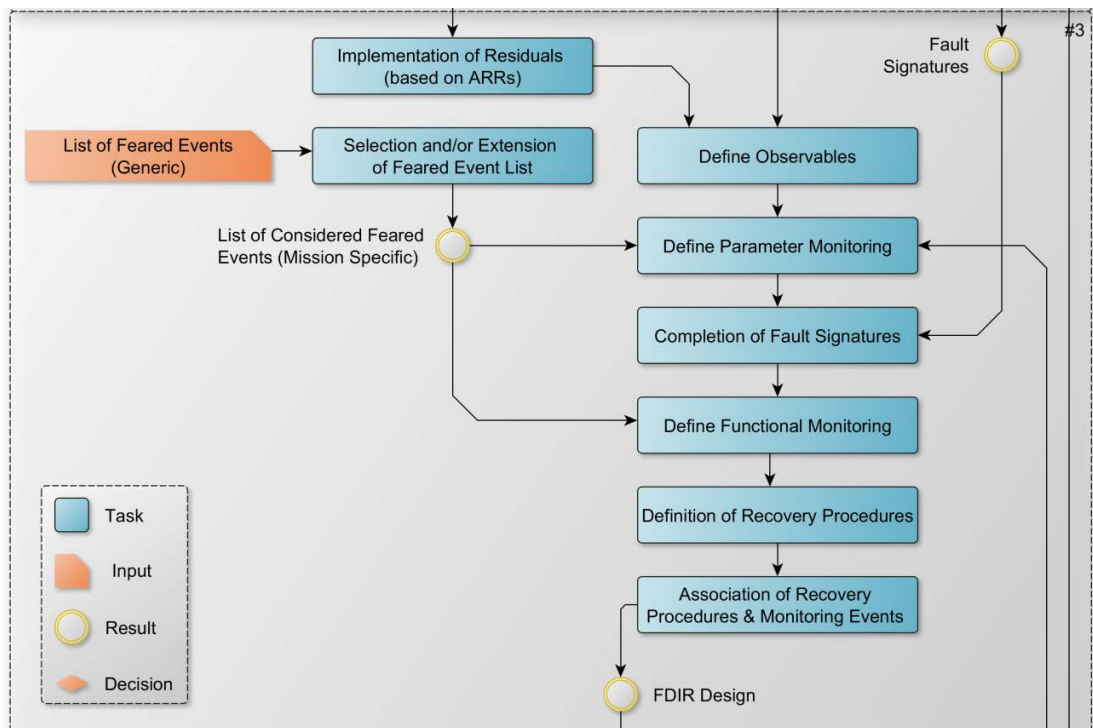 #3
Implementation of Residuals
(based on ARRs)
Fault
Signatures
List of Feared Events
(Generic)
Selection and/or Extension
of Feared Event List
Define Observables
List of Considered Feared
Events (Mission Specific)
Define Parameter Monitoring
Completion of Fault Signatures
Define Functional Monitoring
Definition of Recovery Procedures
Association of Recovery
Procedures & Monitoring Events
FDIR Design
Task
Input
Result
Decision